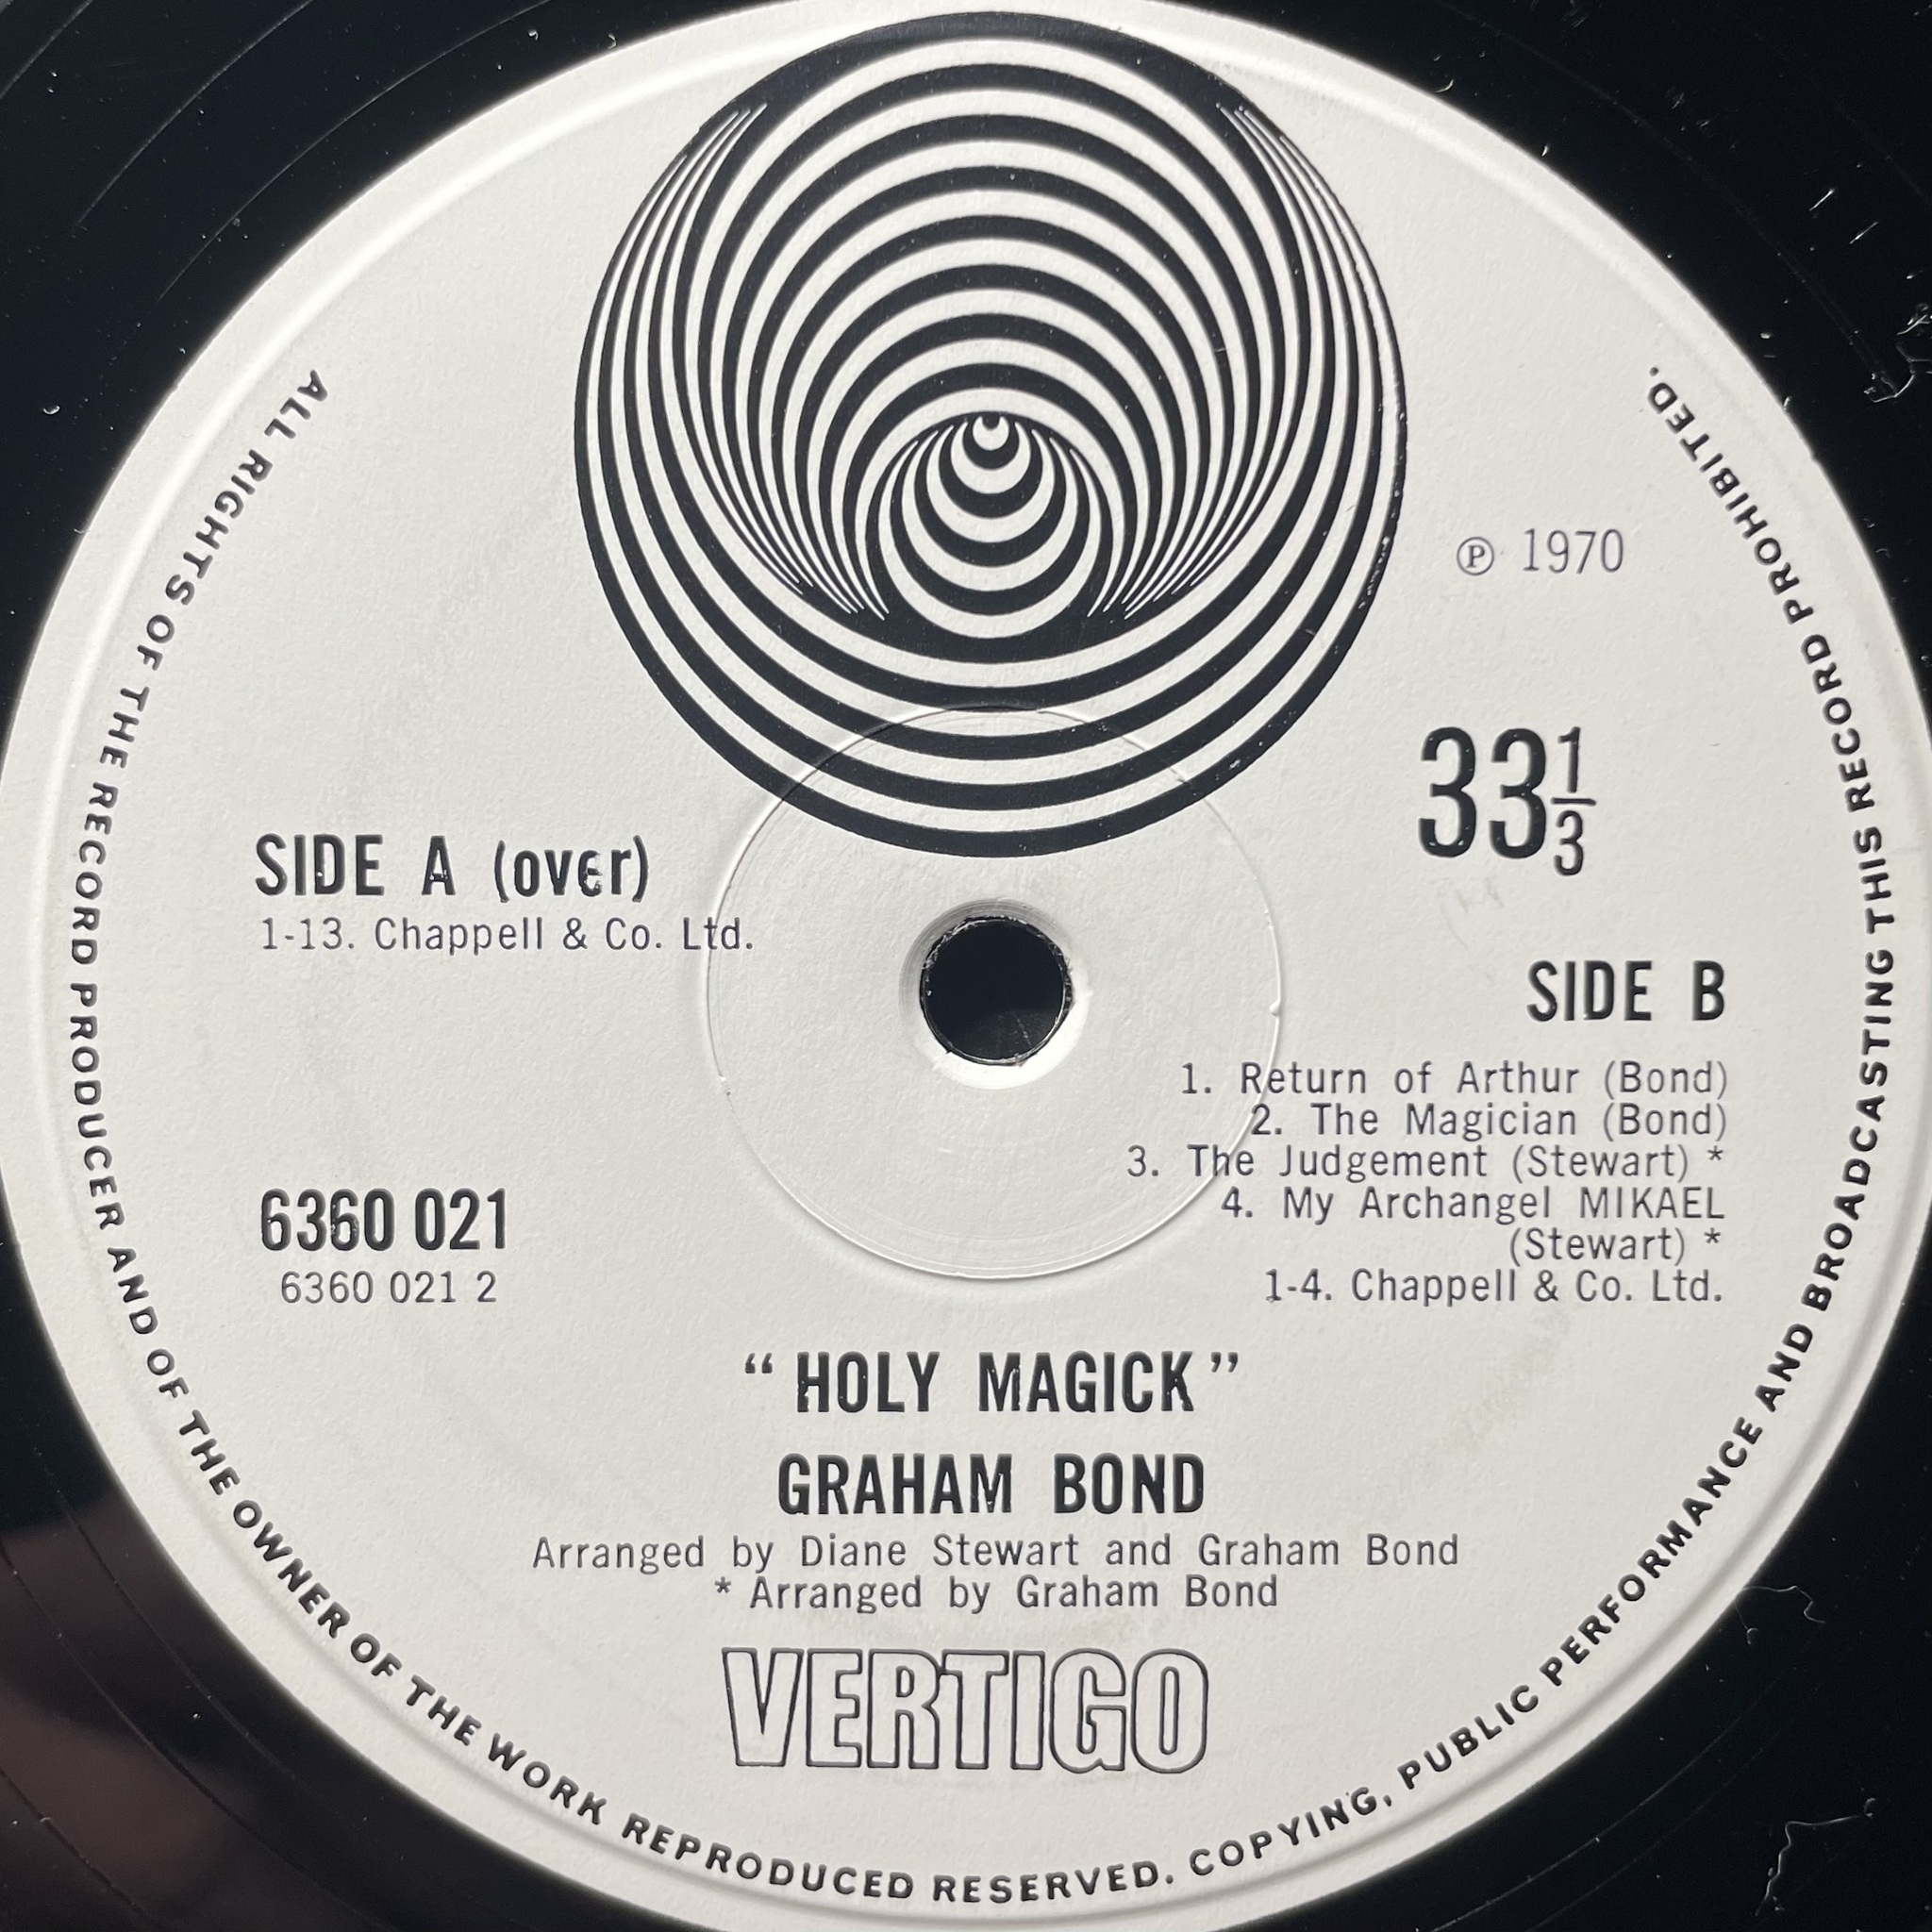 ALL RIGHTS OF THE RECORD PRODUCER AND OF THE OWNER OF THE WORK REPRODUCED RESERVED. COPYING, PUBLIC PERFORMANCE AND BROADCASTING THIS RECORD PROHIBITED.
℗ 1970
33 1/3
SIDE A (over)
1-13. Chappell & Co. Ltd.
SIDE B
1. Return of Arthur (Bond)
2. The Magician (Bond)
3. The Judgement (Stewart) *
4. My Archangel MIKAEL
(Stewart) *
1-4. Chappell & Co. Ltd.
6360 021
6360 021 2
“HOLY MAGICK”
GRAHAM BOND
Arranged by Diane Stewart and Graham Bond
* Arranged by Graham Bond
VERTIGO